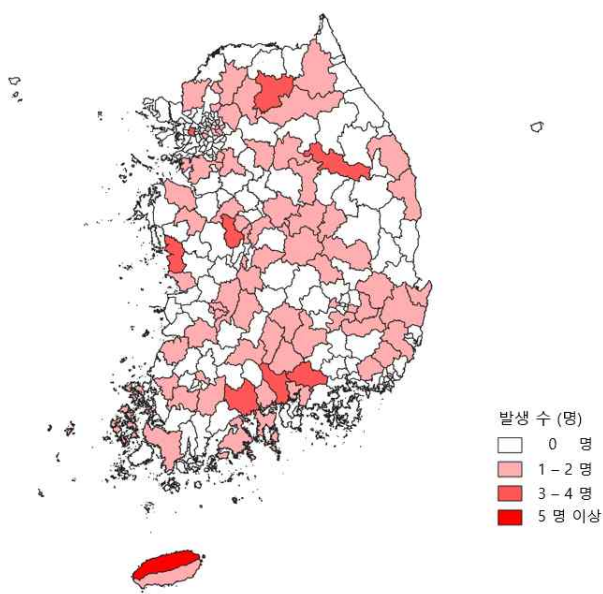 발생 수 (명)
0 명
1 – 2 명
3 – 4 명
5 명 이상